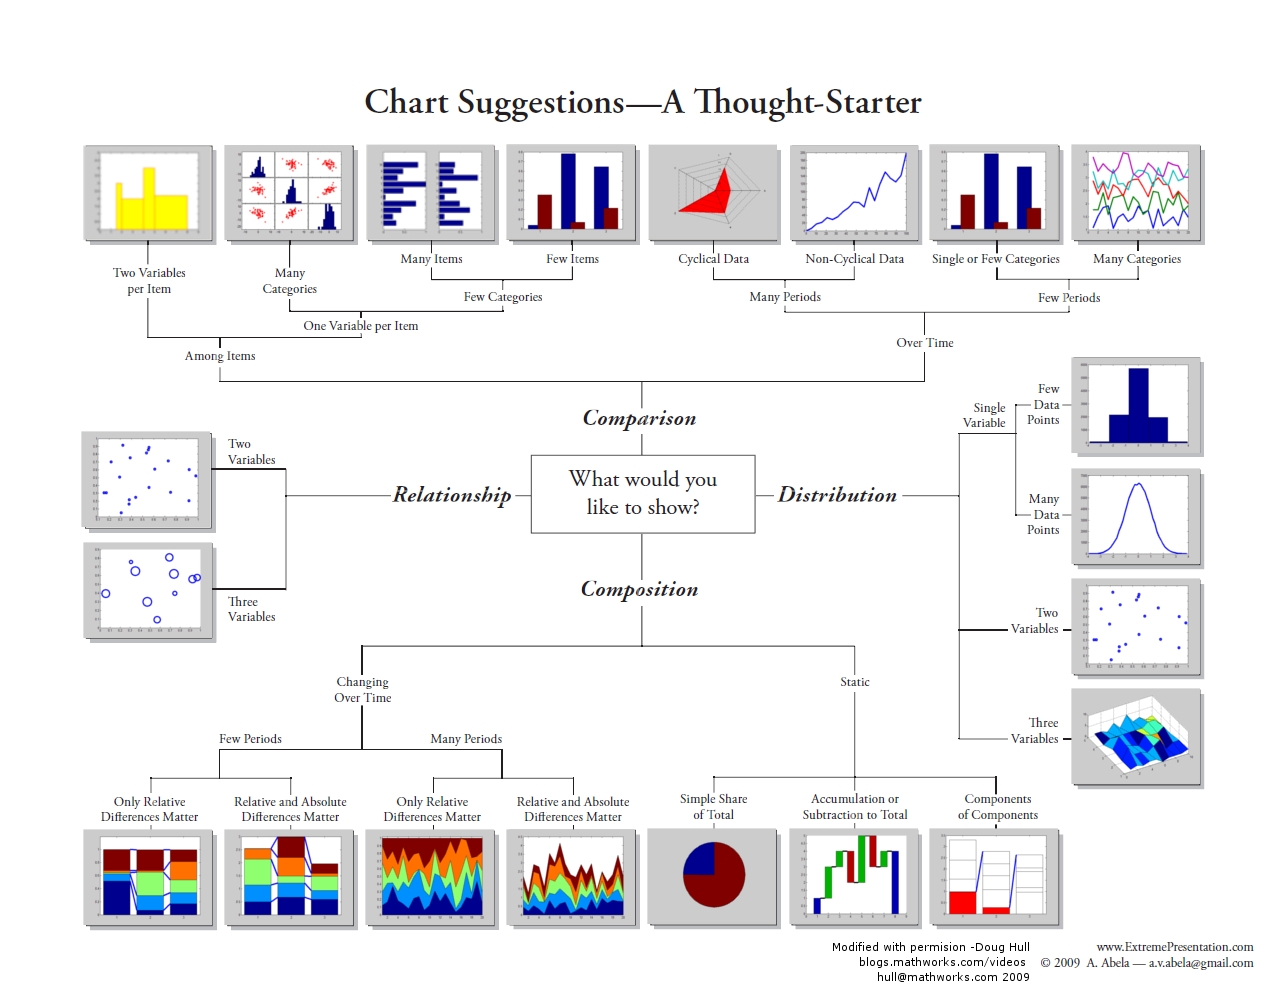 Chart Suggestions—A Thought-Starter
Two Variables
per Item
Many
Categories
Many Items
Few Items
Cyclical Data
Non-Cyclical Data
Single or Few Categories
Many Categories
Few Categories
Many Periods
Few Periods
One Variable per Item
Among Items
Over Time
Comparison
What would you
like to show?
Relationship
Two
Variables
Three
Variables
Distribution
Single
Variable
Few
Data
Points
Many
Data
Points
Two
Variables
Three
Variables
Composition
Changing
Over Time
Static
Few Periods
Many Periods
Only Relative
Differences Matter
Relative and Absolute
Differences Matter
Only Relative
Differences Matter
Relative and Absolute
Differences Matter
Simple Share
of Total
Accumulation or
Subtraction to Total
Components
of Components
Modified with permision -Doug Hull
blogs.mathworks.com/videos
hull@mathworks.com 2009
www.ExtremePresentation.com
© 2009 A. Abela — a.v.abela@gmail.com